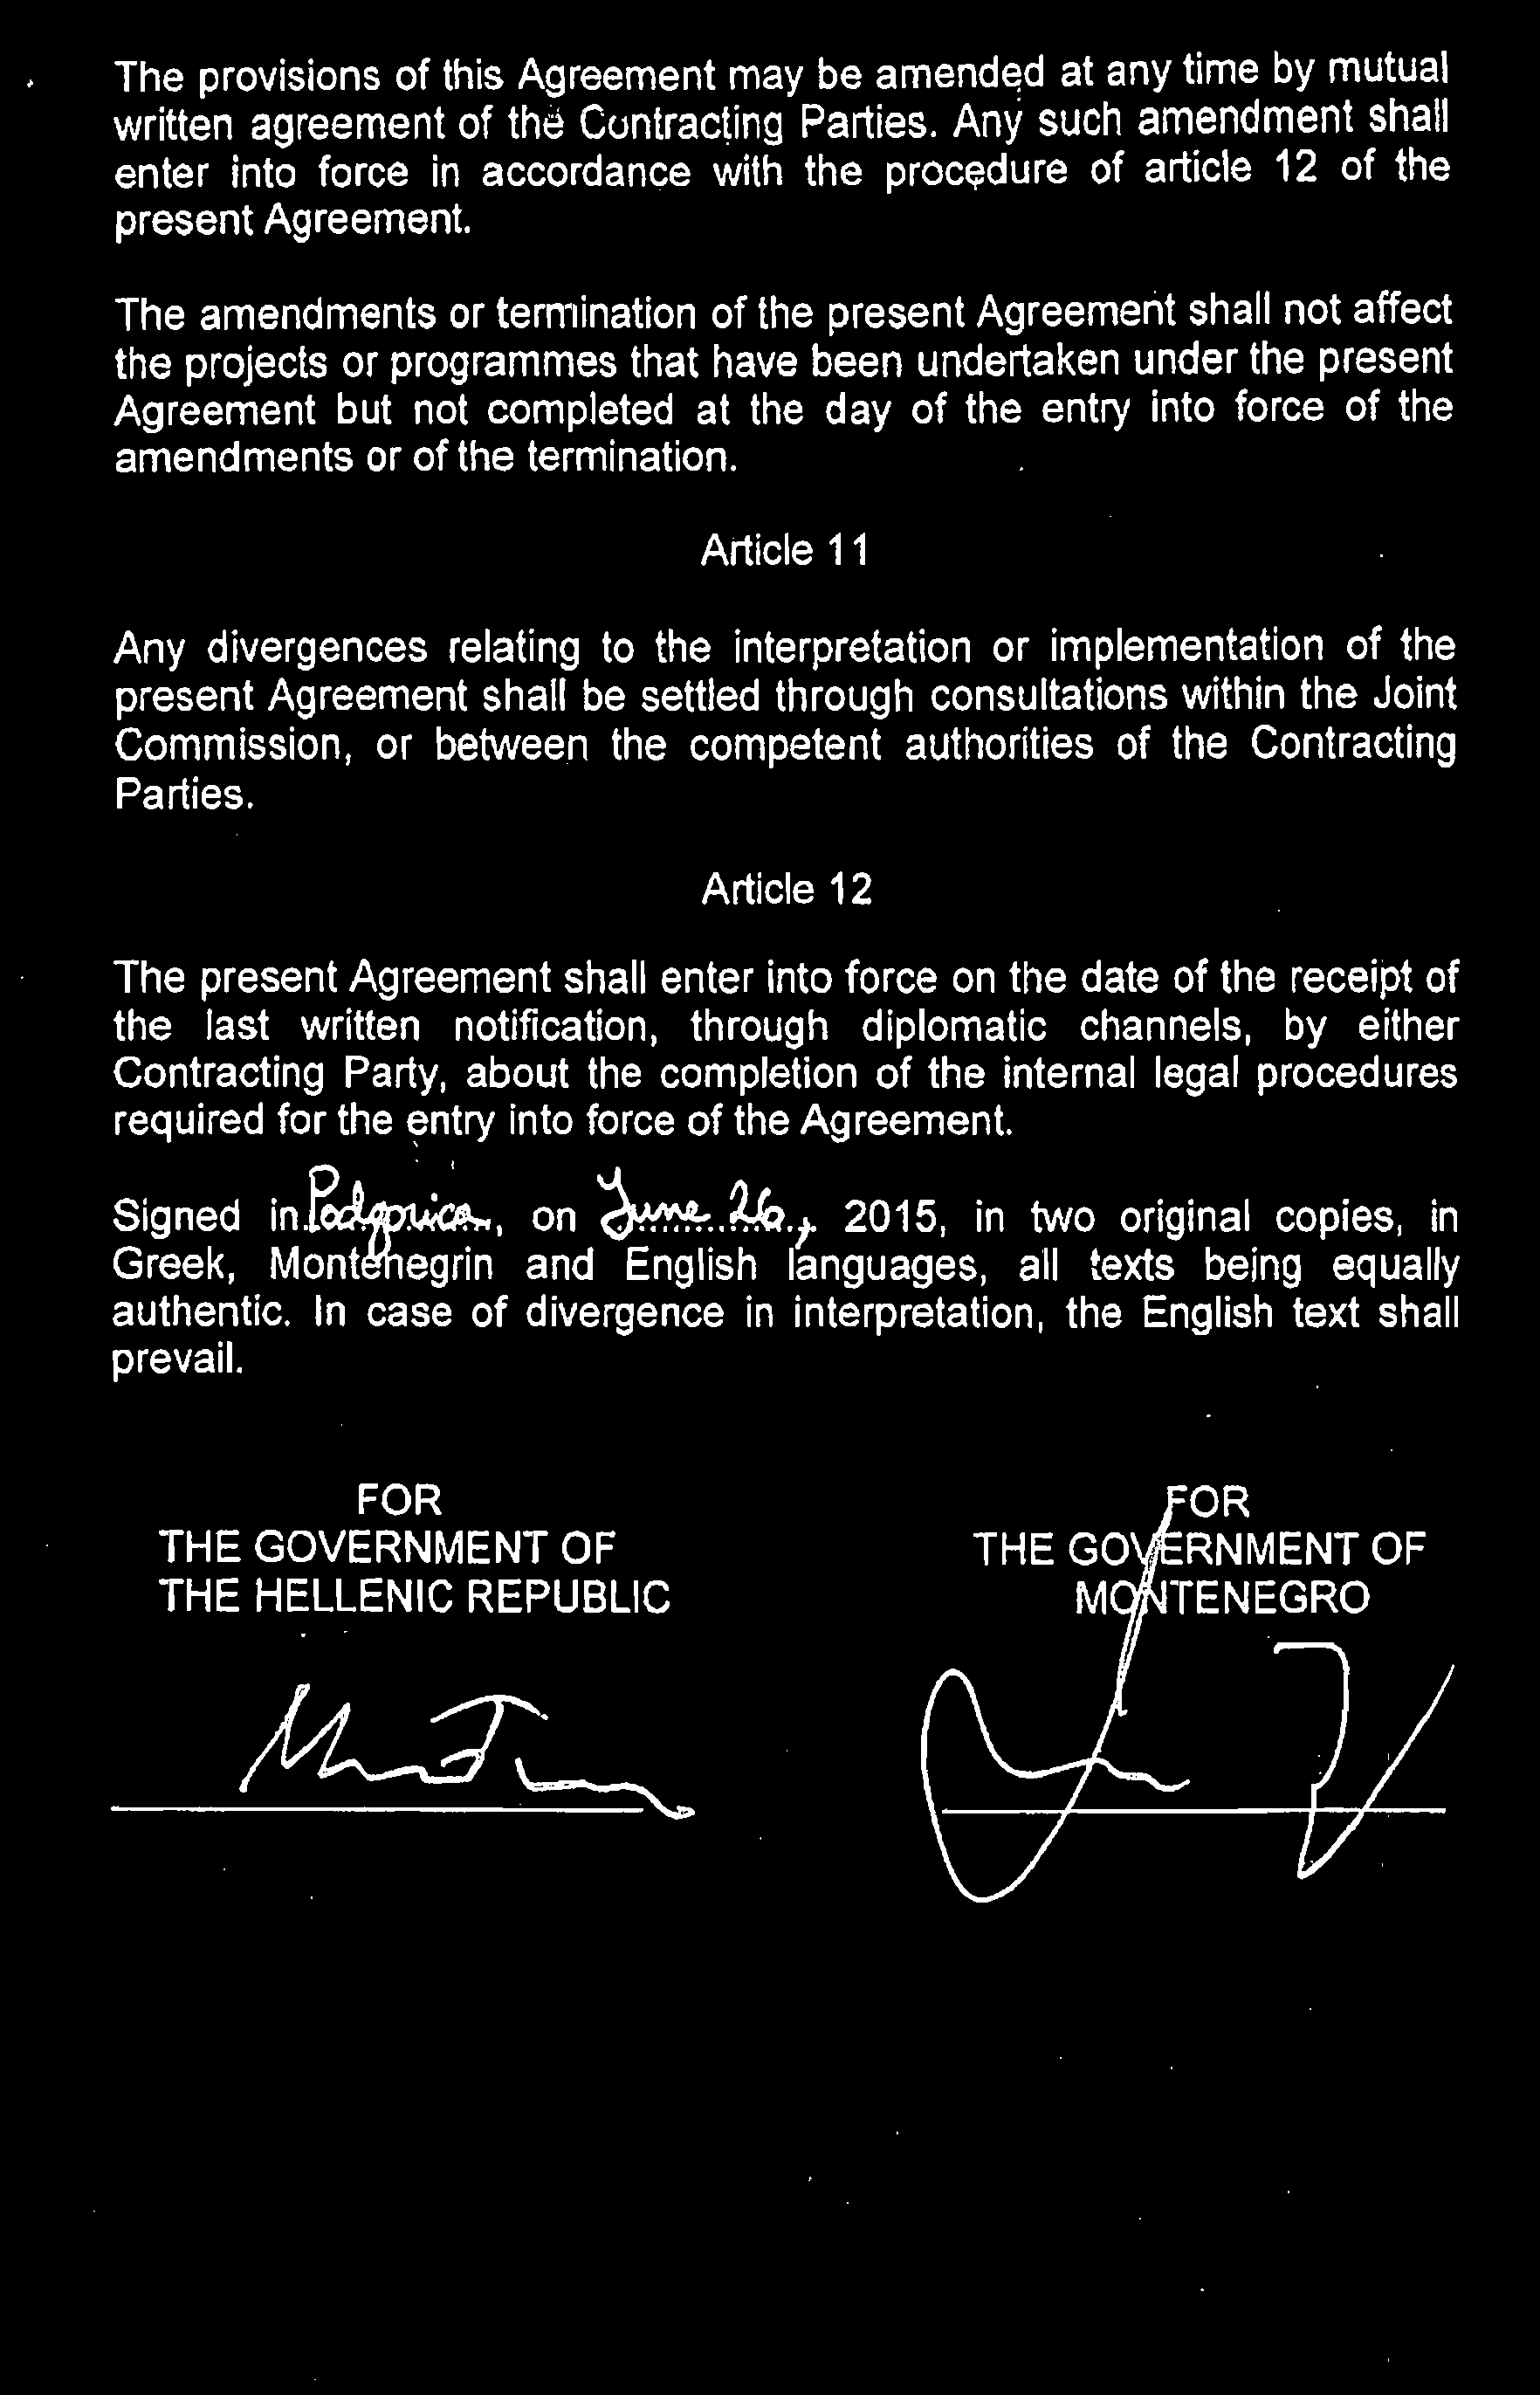 The provisions of this Agreement may be amended at any time by mutual
written agreement of the Contracting Parties. Any such amendment shall
enter into force in accordance with the procedure of article 12 of the
present Agreement.
The amendments or termination of the present Agreement shall not affect
the projects or programmes that have been undertaken under the present
Agreement but not completed at the day of the entry into force of the
amendments or of the termination.
Article 11
Any divergences relating to the interpretation or implementation of the
present Agreement shall be settled through consultations within the Joint
Commission, or between the competent authorities of the Contracting
Parties.
Article 12
The present Agreement shall enter into force on the date of the receipt of
the last written notification, through diplomatic channels, by either
Contracting Party, about the completion of the internal legal procedures
required for the entry into force of the Agreement.
Signed in Podgorica, on June 26, 2015, in two original copies, in
Greek, Montenegrin and English languages, all texts being equally
authentic. In case of divergence in interpretation, the English text shall
prevail.
FOR
THE GOVERNMENT OF
THE HELLENIC REPUBLIC
FOR
THE GOVERNMENT OF
MONTENEGRO